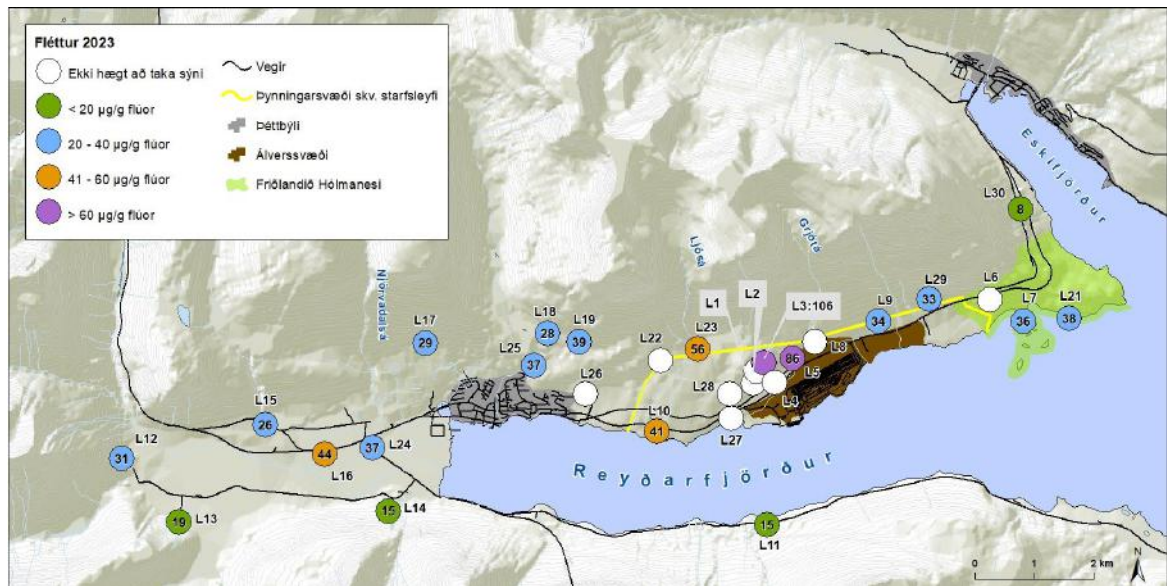 Fléttur 2023
Ekki hægt að taka sýni
< 20 µg/g flúor
20 - 40 µg/g flúor
41 - 60 µg/g flúor
> 60 µg/g flúor
Vegir
Þynningarsvæði skv. starfsleyfi
Þéttbýli
Álverssvæði
Friðlandið Hólmanesi
Eskifjörður
L30
8
Ljósá
Grjótá
Njörvadalsá
L1
L2
L3:106
L9
34
L29
33
L6
L7
36
L21
38
L17
29
L18
28
L19
39
L25
37
L22
L23
56
L8
86
L5
L4
L26
L28
L27
L10
41
L15
26
L12
31
44
L16
37
L24
19
L13
15
L14
Reyðarfjörður
15
L11
0 1 2 km
N